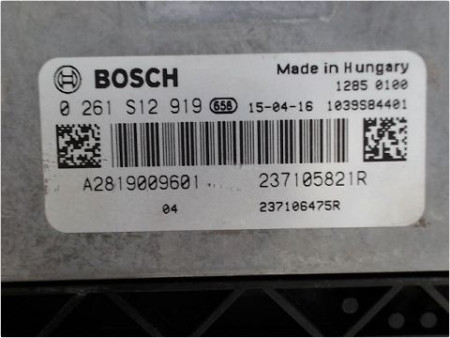 BOSCH Made in Hungary
1285 0100
0 261 S12 919 658 15-04-16 1039S84401
A2819009601 237105821R
04 237106475R